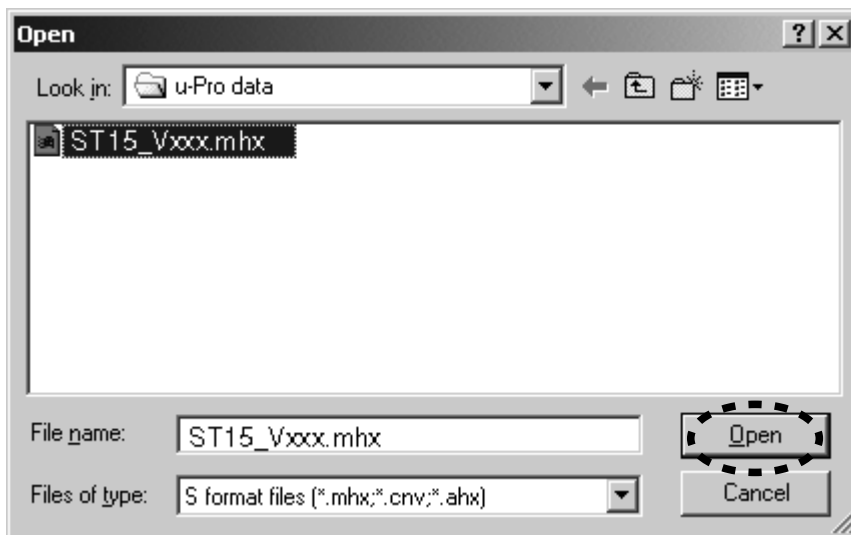 Open
Look in: u-Pro data
ST15_Vxxx.mhx
File name: ST15_Vxxx.mhx Open
Files of type: S format files (*.mhx;*.cnv;*.ahx) Cancel